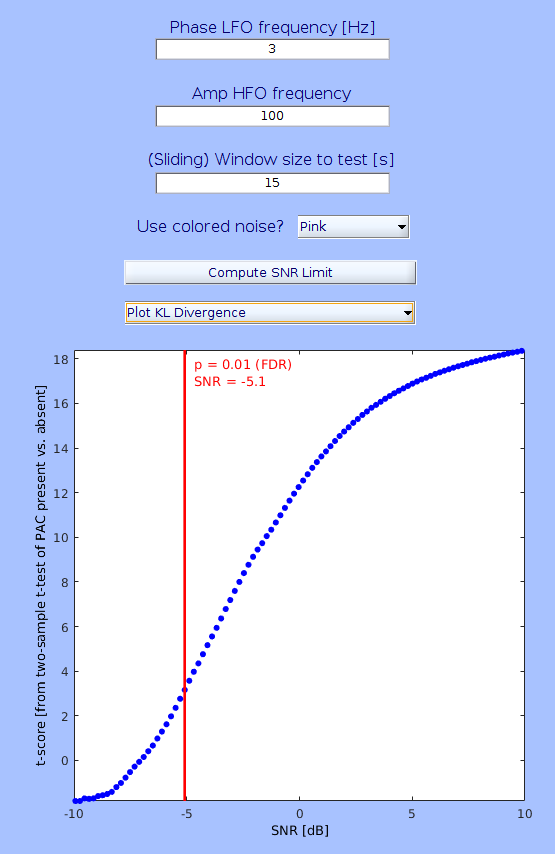 Phase LFO frequency [Hz]
3
Amp HFO frequency
100
(Sliding) Window size to test [s]
15
Use colored noise? Pink
Compute SNR Limit
Plot KL Divergence
p = 0.01 (FDR)
SNR = -5.1
18
16
14
12
10
8
6
4
2
0
t-score [from two-sample t-test of PAC present vs. absent]
-10 -5 0 5 10
SNR [dB]